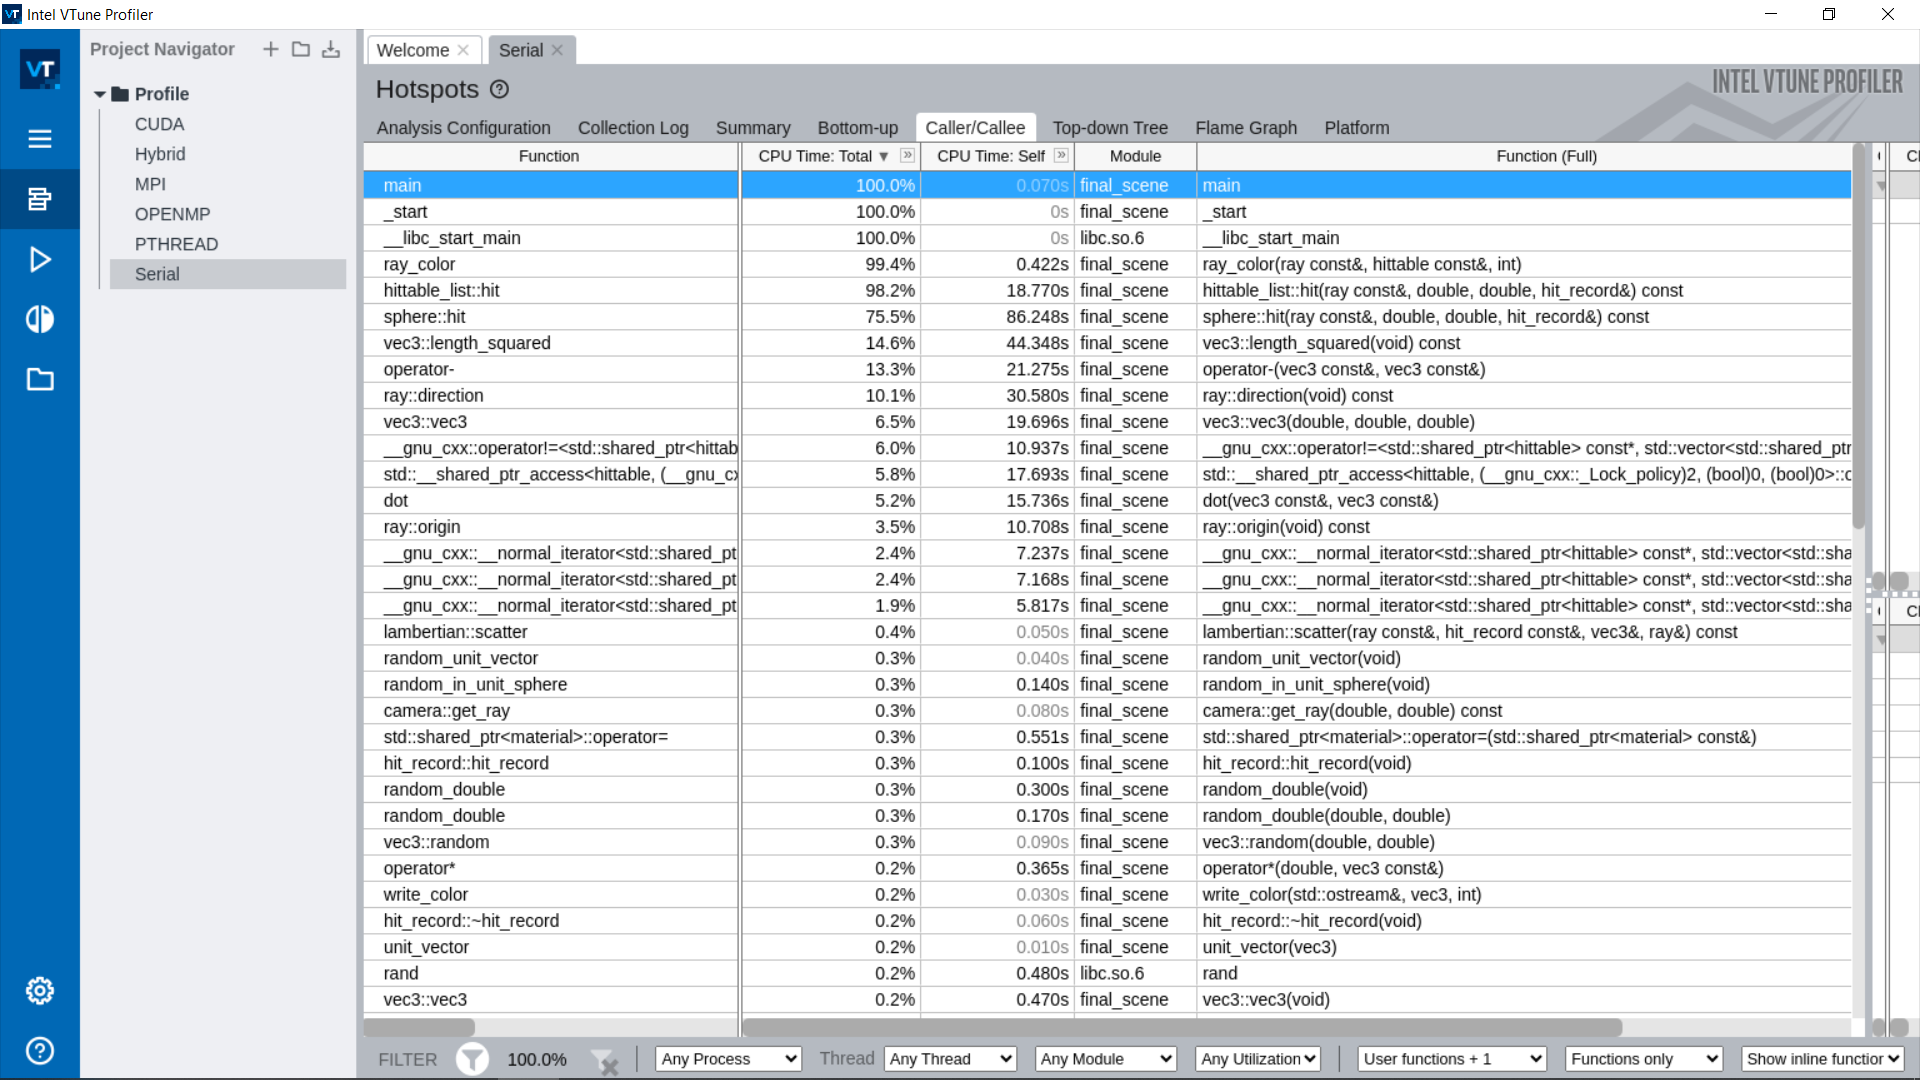 VT Intel VTune Profiler
VT
Project Navigator
Profile
CUDA
Hybrid
MPI
OPENMP
PTHREAD
Serial
Welcome
Serial
Hotspots
INTEL VTUNE PROFILER
Analysis Configuration Collection Log Summary Bottom-up Caller/Callee Top-down Tree Flame Graph Platform
Function CPU Time: Total CPU Time: Self Module Function (Full)
main 100.0% 0.070s final_scene main
_start 100.0% 0s final_scene _start
__libc_start_main 100.0% 0s libc.so.6 __libc_start_main
ray_color 99.4% 0.422s final_scene ray_color(ray const&, hittable const&, int)
hittable_list::hit 98.2% 18.770s final_scene hittable_list::hit(ray const&, double, double, hit_record&) const
sphere::hit 75.5% 86.248s final_scene sphere::hit(ray const&, double, double, hit_record&) const
vec3::length_squared 14.6% 44.348s final_scene vec3::length_squared(void) const
operator- 13.3% 21.275s final_scene operator-(vec3 const&, vec3 const&)
ray::direction 10.1% 30.580s final_scene ray::direction(void) const
vec3::vec3 6.5% 19.696s final_scene vec3::vec3(double, double, double)
__gnu_cxx::operator!=<std::shared_ptr<hittab 6.0% 10.937s final_scene __gnu_cxx::operator!=<std::shared_ptr<hittable> const*, std::vector<std::shared_ptr
std::__shared_ptr_access<hittable, (__gnu_cx 5.8% 17.693s final_scene std::__shared_ptr_access<hittable, (__gnu_cxx::_Lock_policy)2, (bool)0, (bool)0>::c
dot 5.2% 15.736s final_scene dot(vec3 const&, vec3 const&)
ray::origin 3.5% 10.708s final_scene ray::origin(void) const
__gnu_cxx::__normal_iterator<std::shared_pt 2.4% 7.237s final_scene __gnu_cxx::__normal_iterator<std::shared_ptr<hittable> const*, std::vector<std::sha
__gnu_cxx::__normal_iterator<std::shared_pt 2.4% 7.168s final_scene __gnu_cxx::__normal_iterator<std::shared_ptr<hittable> const*, std::vector<std::sha
__gnu_cxx::__normal_iterator<std::shared_pt 1.9% 5.817s final_scene __gnu_cxx::__normal_iterator<std::shared_ptr<hittable> const*, std::vector<std::sha
lambertian::scatter 0.4% 0.050s final_scene lambertian::scatter(ray const&, hit_record const&, vec3&, ray&) const
random_unit_vector 0.3% 0.040s final_scene random_unit_vector(void)
random_in_unit_sphere 0.3% 0.140s final_scene random_in_unit_sphere(void)
camera::get_ray 0.3% 0.080s final_scene camera::get_ray(double, double) const
std::shared_ptr<material>::operator= 0.3% 0.551s final_scene std::shared_ptr<material>::operator=(std::shared_ptr<material> const&)
hit_record::hit_record 0.3% 0.100s final_scene hit_record::hit_record(void)
random_double 0.3% 0.300s final_scene random_double(void)
random_double 0.3% 0.170s final_scene random_double(double, double)
vec3::random 0.3% 0.090s final_scene vec3::random(double, double)
operator* 0.2% 0.365s final_scene operator*(double, vec3 const&)
write_color 0.2% 0.030s final_scene write_color(std::ostream&, vec3, int)
hit_record::~hit_record 0.2% 0.060s final_scene hit_record::~hit_record(void)
unit_vector 0.2% 0.010s final_scene unit_vector(vec3)
rand 0.2% 0.480s libc.so.6 rand
vec3::vec3 0.2% 0.470s final_scene vec3::vec3(void)
FILTER 100.0% Any Process Thread Any Thread Any Module Any Utilization User functions + 1 Functions only Show inline function